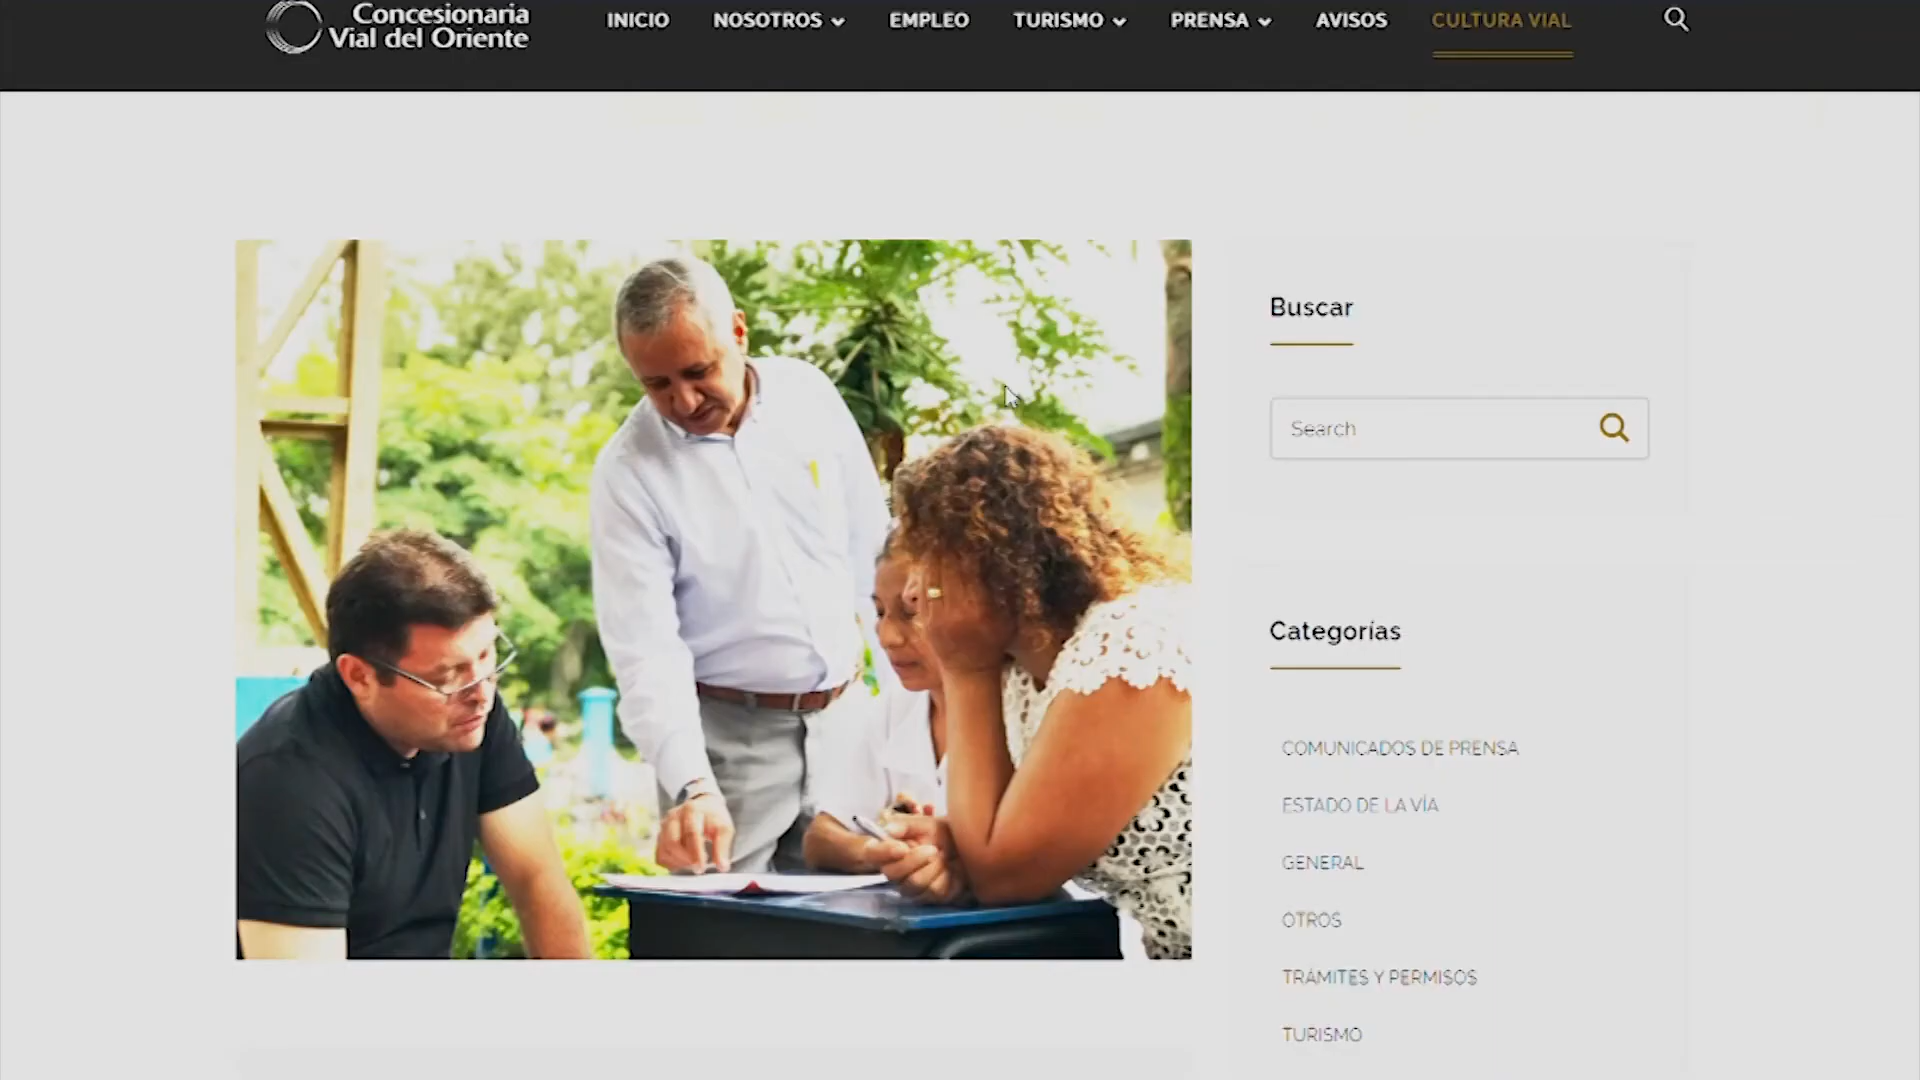 Concesionaria
Vial del Oriente
INICIO
NOSOTROS
EMPLEO
TURISMO
PRENSA
AVISOS
CULTURA VIAL
Buscar
Search
Categorías
COMUNICADOS DE PRENSA
ESTADO DE LA VÍA
GENERAL
OTROS
TRÁMITES Y PERMISOS
TURISMO